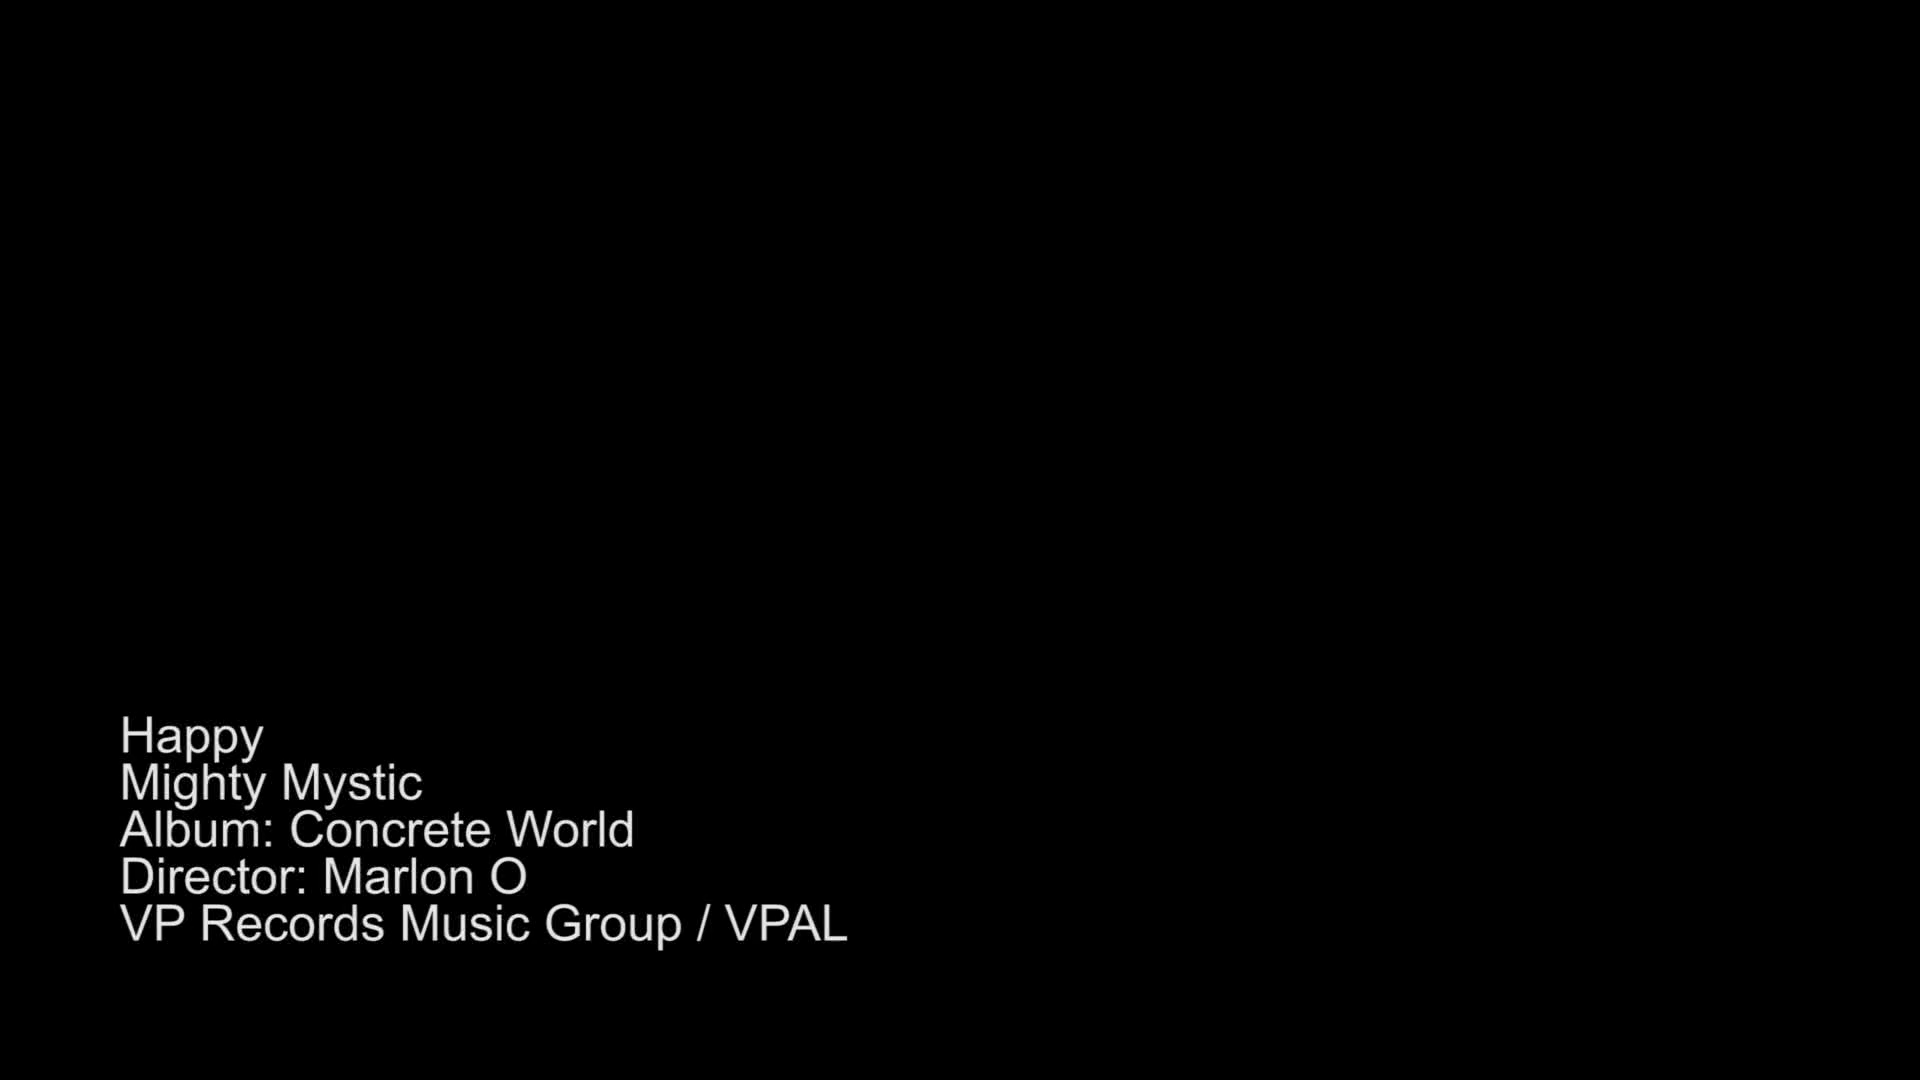 Happy
Mighty Mystic
Album: Concrete World
Director: Marlon O
VP Records Music Group / VPAL